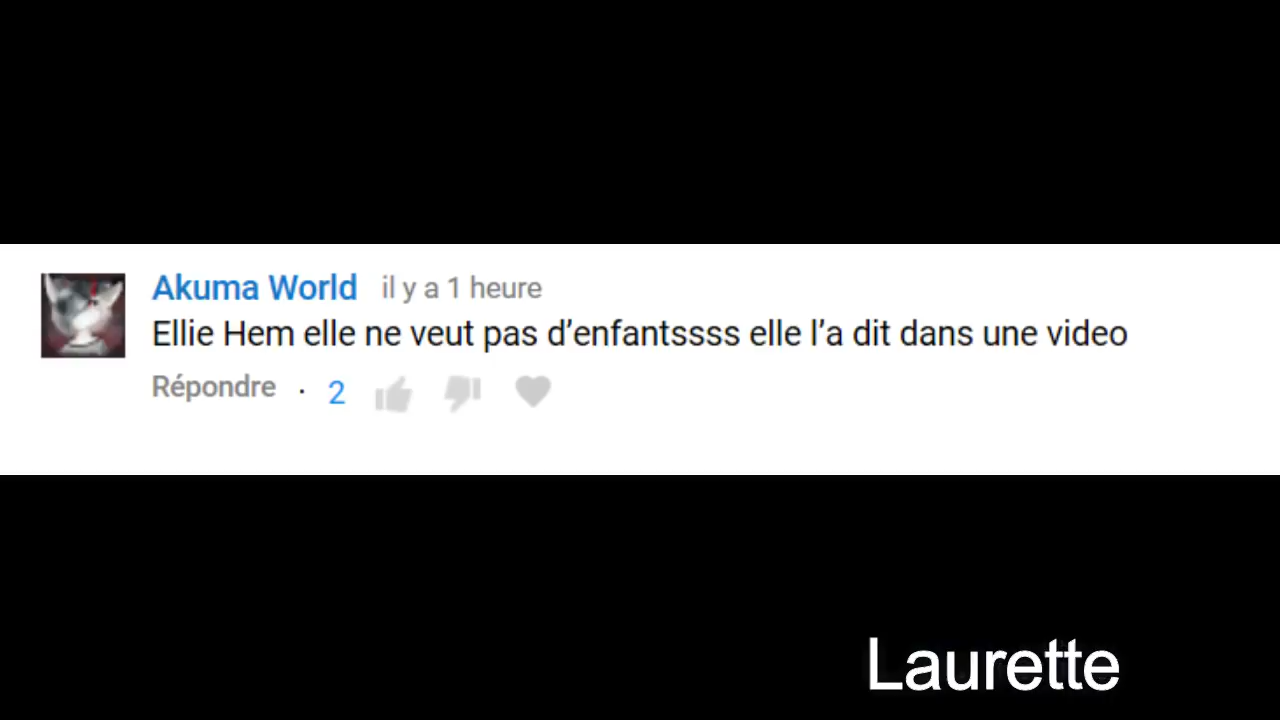 Akuma World il y a 1 heure
Ellie Hem elle ne veut pas d’enfantssss elle l’a dit dans une video
Répondre · 2
Laurette